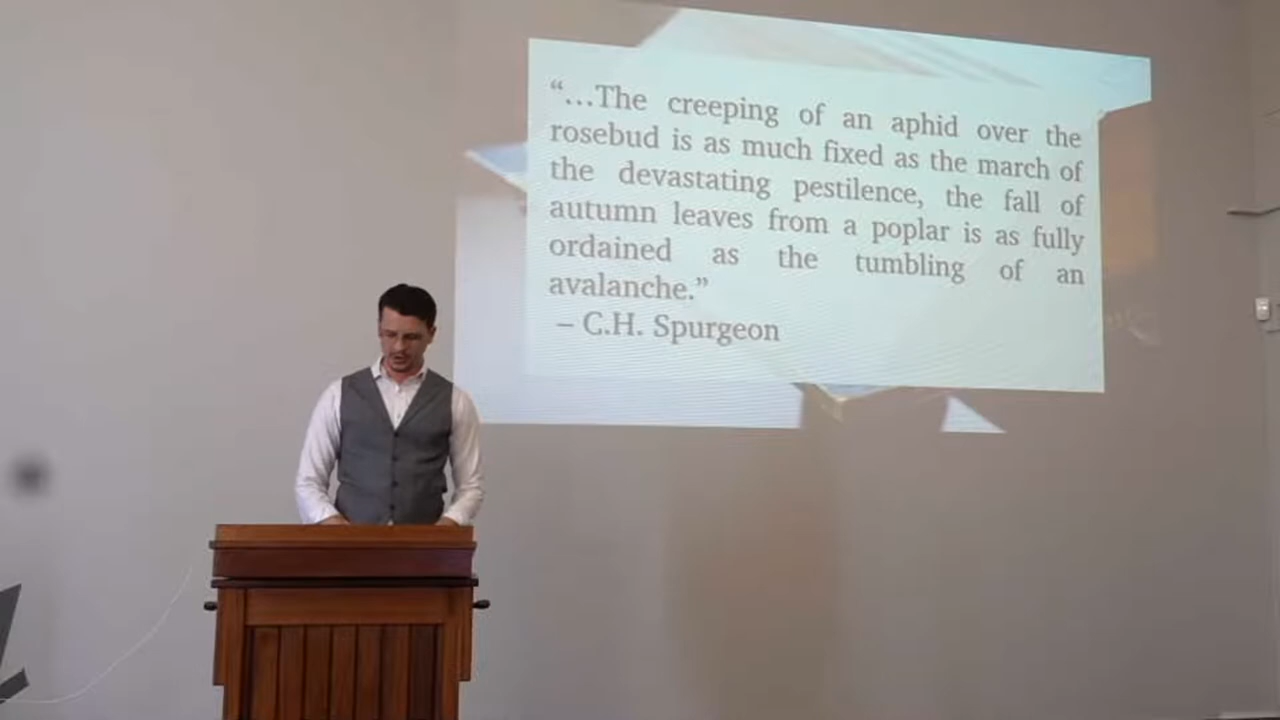 “…The creeping of an aphid over the
rosebud is as much fixed as the march of
the devastating pestilence, the fall of
autumn leaves from a poplar is as fully
ordained as the tumbling of an
avalanche.”
– C.H. Spurgeon